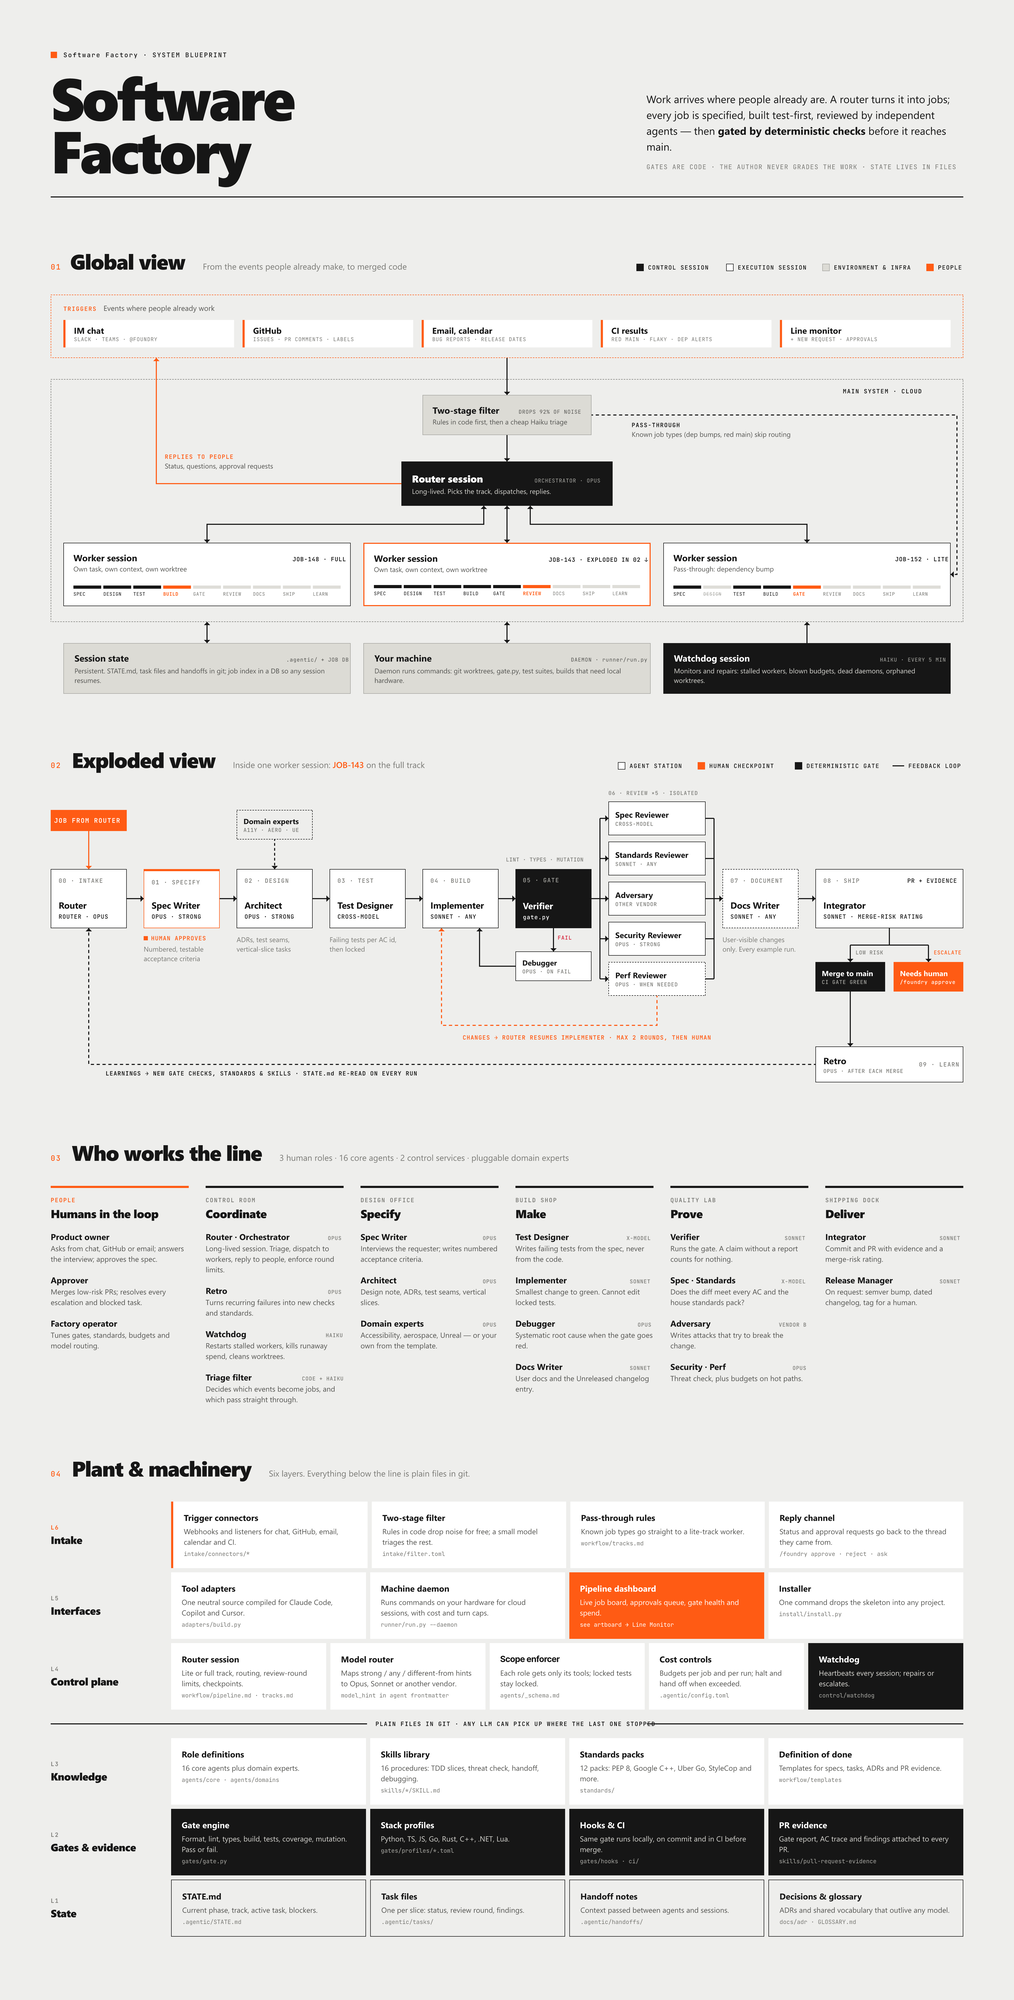 Software Factory · SYSTEM BLUEPRINT
Software
Factory
Work arrives where people already are. A router turns it into jobs;
every job is specified, built test-first, reviewed by independent
agents — then gated by deterministic checks before it reaches
main.
GATES ARE CODE · THE AUTHOR NEVER GRADES THE WORK · STATE LIVES IN FILES
01 Global view From the events people already make, to merged code
CONTROL SESSION EXECUTION SESSION ENVIRONMENT & INFRA PEOPLE
TRIGGERS Events where people already work
IM chat
SLACK · TEAMS · @FOUNDRY
GitHub
ISSUES · PR COMMENTS · LABELS
Email, calendar
BUG REPORTS · RELEASE DATES
CI results
RED MAIN · FLAKY · DEP ALERTS
Line monitor
+ NEW REQUEST · APPROVALS
MAIN SYSTEM · CLOUD
Two-stage filter DROPS 92% OF NOISE
Rules in code first, then a cheap Haiku triage
PASS-THROUGH
Known job types (dep bumps, red main) skip routing
REPLIES TO PEOPLE
Status, questions, approval requests
Router session ORCHESTRATOR · OPUS
Long-lived. Picks the track, dispatches, replies.
Worker session JOB-148 · FULL
Own task, own context, own worktree
SPEC DESIGN TEST BUILD GATE REVIEW DOCS SHIP LEARN
Worker session JOB-143 · EXPLODED IN 02 ↓
Own task, own context, own worktree
SPEC DESIGN TEST BUILD GATE REVIEW DOCS SHIP LEARN
Worker session JOB-152 · LITE
Pass-through: dependency bump
SPEC DESIGN TEST BUILD GATE REVIEW DOCS SHIP LEARN
Session state .agentic/ + JOB DB
Persistent. STATE.md, task files and handoffs in git; job index in a DB so any session
resumes.
Your machine DAEMON · runner/run.py
Daemon runs commands: git worktrees, gate.py, test suites, builds that need local
hardware.
Watchdog session HAIKU · EVERY 5 MIN
Monitors and repairs: stalled workers, blown budgets, dead daemons, orphaned
worktrees.
02 Exploded view Inside one worker session: JOB-143 on the full track
AGENT STATION HUMAN CHECKPOINT DETERMINISTIC GATE FEEDBACK LOOP
JOB FROM ROUTER
Domain experts
A11Y · AERO · UE
06 · REVIEW ×5 · ISOLATED
LINT · TYPES · MUTATION
00 · INTAKE
Router
ROUTER · OPUS
01 · SPECIFY
Spec Writer
OPUS · STRONG
HUMAN APPROVES
Numbered, testable
acceptance criteria
02 · DESIGN
Architect
OPUS · STRONG
ADRs, test seams,
vertical-slice tasks
03 · TEST
Test Designer
CROSS-MODEL
Failing tests per AC id,
then locked
04 · BUILD
Implementer
SONNET · ANY
05 · GATE
Verifier
gate.py
FAIL
Debugger
OPUS · ON FAIL
Spec Reviewer
CROSS-MODEL
Standards Reviewer
SONNET · ANY
Adversary
OTHER VENDOR
Security Reviewer
OPUS · STRONG
Perf Reviewer
OPUS · WHEN NEEDED
07 · DOCUMENT
Docs Writer
SONNET · ANY
User-visible changes
only. Every example run.
08 · SHIP PR + EVIDENCE
Integrator
SONNET · MERGE-RISK RATING
LOW RISK
ESCALATE
Merge to main
CI GATE GREEN
Needs human
/foundry approve
CHANGES → ROUTER RESUMES IMPLEMENTER · MAX 2 ROUNDS, THEN HUMAN
Retro 09 · LEARN
OPUS · AFTER EACH MERGE
LEARNINGS → NEW GATE CHECKS, STANDARDS & SKILLS · STATE.md RE-READ ON EVERY RUN
03 Who works the line 3 human roles · 16 core agents · 2 control services · pluggable domain experts
PEOPLE
Humans in the loop
Product owner
Asks from chat, GitHub or email; answers
the interview; approves the spec.
Approver
Merges low-risk PRs; resolves every
escalation and blocked task.
Factory operator
Tunes gates, standards, budgets and
model routing.
CONTROL ROOM
Coordinate
Router · Orchestrator OPUS
Long-lived session. Triage, dispatch to
workers, reply to people, enforce round
limits.
Retro OPUS
Turns recurring failures into new checks
and standards.
Watchdog HAIKU
Restarts stalled workers, kills runaway
spend, cleans worktrees.
Triage filter CODE + HAIKU
Decides which events become jobs, and
which pass straight through.
DESIGN OFFICE
Specify
Spec Writer OPUS
Interviews the requester; writes numbered
acceptance criteria.
Architect OPUS
Design note, ADRs, test seams, vertical
slices.
Domain experts OPUS
Accessibility, aerospace, Unreal — or your
own from the template.
BUILD SHOP
Make
Test Designer X-MODEL
Writes failing tests from the spec, never
from the code.
Implementer SONNET
Smallest change to green. Cannot edit
locked tests.
Debugger OPUS
Systematic root cause when the gate goes
red.
Docs Writer SONNET
User docs and the Unreleased changelog
entry.
QUALITY LAB
Prove
Verifier SONNET
Runs the gate. A claim without a report
counts for nothing.
Spec · Standards X-MODEL
Does the diff meet every AC and the
house standards pack?
Adversary VENDOR B
Writes attacks that try to break the
change.
Security · Perf OPUS
Threat check, plus budgets on hot paths.
SHIPPING DOCK
Deliver
Integrator SONNET
Commit and PR with evidence and a
merge-risk rating.
Release Manager SONNET
On request: semver bump, dated
changelog, tag for a human.
04 Plant & machinery Six layers. Everything below the line is plain files in git.
L6
Intake
Trigger connectors
Webhooks and listeners for chat, GitHub, email,
calendar and CI.
intake/connectors/*
Two-stage filter
Rules in code drop noise for free; a small model
triages the rest.
intake/filter.toml
Pass-through rules
Known job types go straight to a lite-track worker.
workflow/tracks.md
Reply channel
Status and approval requests go back to the thread
they came from.
/foundry approve · reject · ask
L5
Interfaces
Tool adapters
One neutral source compiled for Claude Code,
Copilot and Cursor.
adapters/build.py
Machine daemon
Runs commands on your hardware for cloud
sessions, with cost and turn caps.
runner/run.py --daemon
Pipeline dashboard
Live job board, approvals queue, gate health and
spend.
see artboard → Line Monitor
Installer
One command drops the skeleton into any project.
install/install.py
L4
Control plane
Router session
Lite or full track, routing, review-round
limits, checkpoints.
workflow/pipeline.md · tracks.md
Model router
Maps strong / any / different-from hints
to Opus, Sonnet or another vendor.
model_hint in agent frontmatter
Scope enforcer
Each role gets only its tools; locked tests
stay locked.
agents/_schema.md
Cost controls
Budgets per job and per run; halt and
hand off when exceeded.
.agentic/config.toml
Watchdog
Heartbeats every session; repairs or
escalates.
control/watchdog
PLAIN FILES IN GIT · ANY LLM CAN PICK UP WHERE THE LAST ONE STOPPED
L3
Knowledge
Role definitions
16 core agents plus domain experts.
agents/core · agents/domains
Skills library
16 procedures: TDD slices, threat check, handoff,
debugging.
skills/*/SKILL.md
Standards packs
12 packs: PEP 8, Google C++, Uber Go, StyleCop and
more.
standards/
Definition of done
Templates for specs, tasks, ADRs and PR evidence.
workflow/templates
L2
Gates & evidence
Gate engine
Format, lint, types, build, tests, coverage, mutation.
Pass or fail.
gates/gate.py
Stack profiles
Python, TS, JS, Go, Rust, C++, .NET, Lua.
gates/profiles/*.toml
Hooks & CI
Same gate runs locally, on commit and in CI before
merge.
gates/hooks · ci/
PR evidence
Gate report, AC trace and findings attached to every
PR.
skills/pull-request-evidence
L1
State
STATE.md
Current phase, track, active task, blockers.
.agentic/STATE.md
Task files
One per slice: status, review round, findings.
.agentic/tasks/
Handoff notes
Context passed between agents and sessions.
.agentic/handoffs/
Decisions & glossary
ADRs and shared vocabulary that outlive any model.
docs/adr · GLOSSARY.md